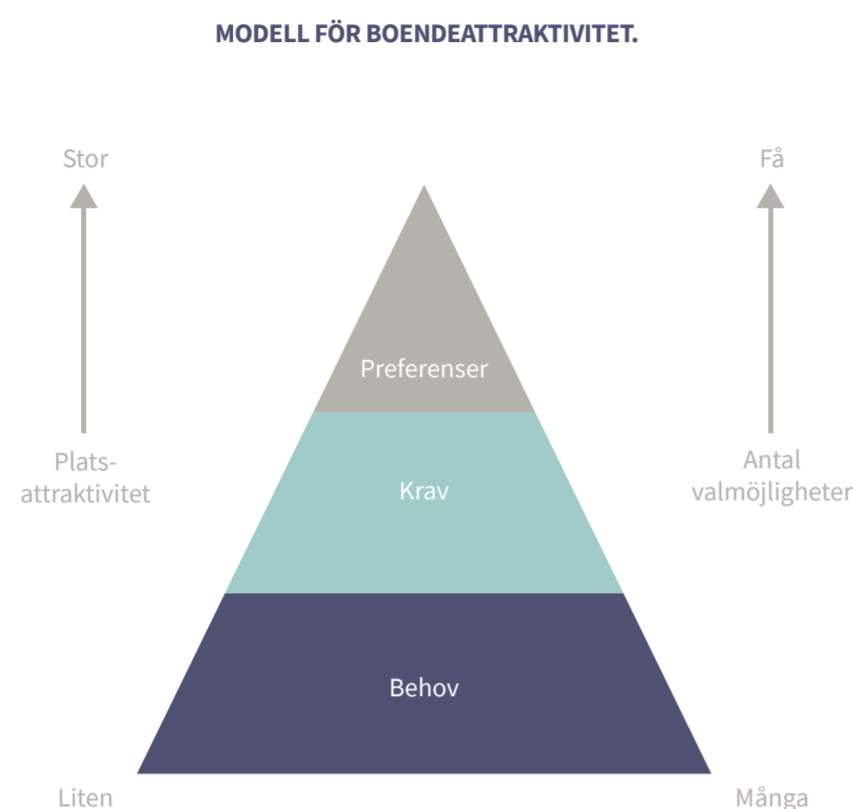 MODELL FÖR BOENDEATTRAKTIVITET.
Stor
Få
Preferenser
Plats-
attraktivitet
Krav
Antal
valmöjligheter
Behov
Liten
Många